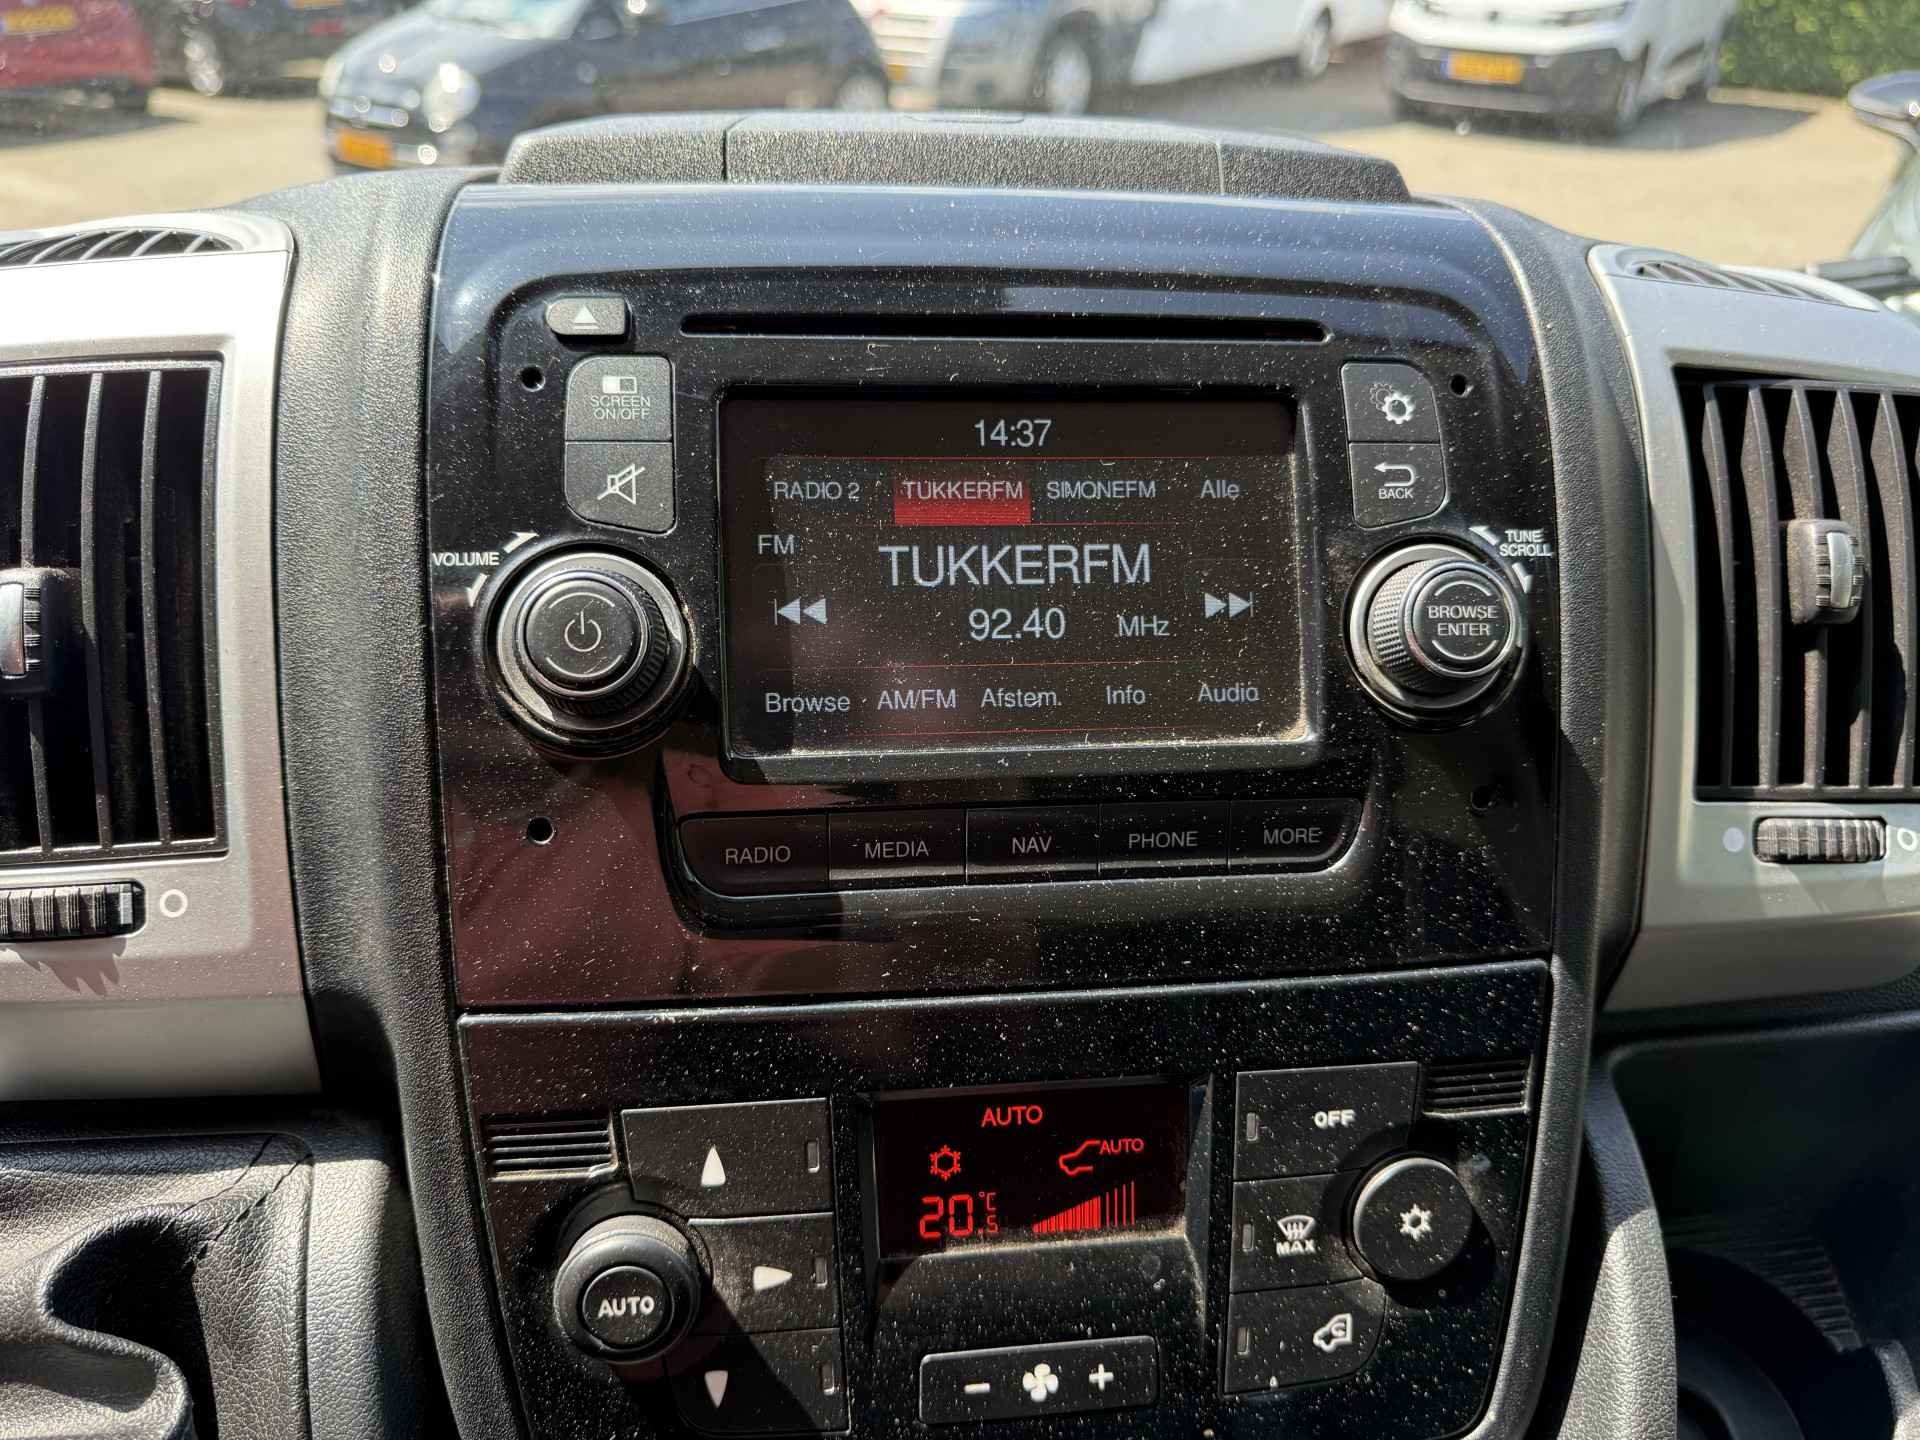 SCREEN
ON/OFF
14:37
RADIO 2 TUKKERFM SIMONEFM Alle
BACK
VOLUME
TUNE
SCROLL
FM
TUKKERFM
92.40 MHz
BROWSE
ENTER
Browse AM/FM Afstem. Info Audio
RADIO MEDIA NAV PHONE MORE
AUTO
AUTO
20.5 °C
OFF
MAX
AUTO
- +